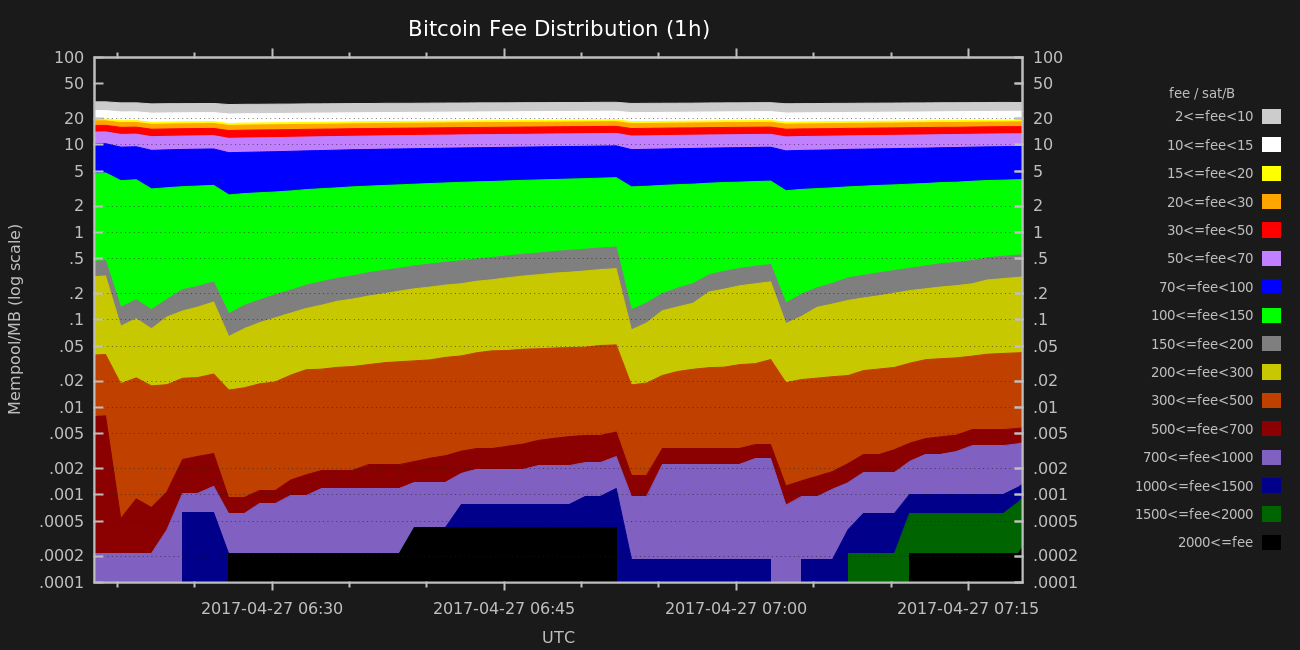 Bitcoin Fee Distribution (1h)
100
50
20
10
5
2
1
.5
.2
.1
.05
.02
.01
.005
.002
.001
.0005
.0002
.0001
Mempool/MB (log scale)
100
50
20
10
5
2
1
.5
.2
.1
.05
.02
.01
.005
.002
.001
.0005
.0002
.0001
2017-04-27 06:30
2017-04-27 06:45
2017-04-27 07:00
2017-04-27 07:15
UTC
fee / sat/B
2<=fee<10
10<=fee<15
15<=fee<20
20<=fee<30
30<=fee<50
50<=fee<70
70<=fee<100
100<=fee<150
150<=fee<200
200<=fee<300
300<=fee<500
500<=fee<700
700<=fee<1000
1000<=fee<1500
1500<=fee<2000
2000<=fee